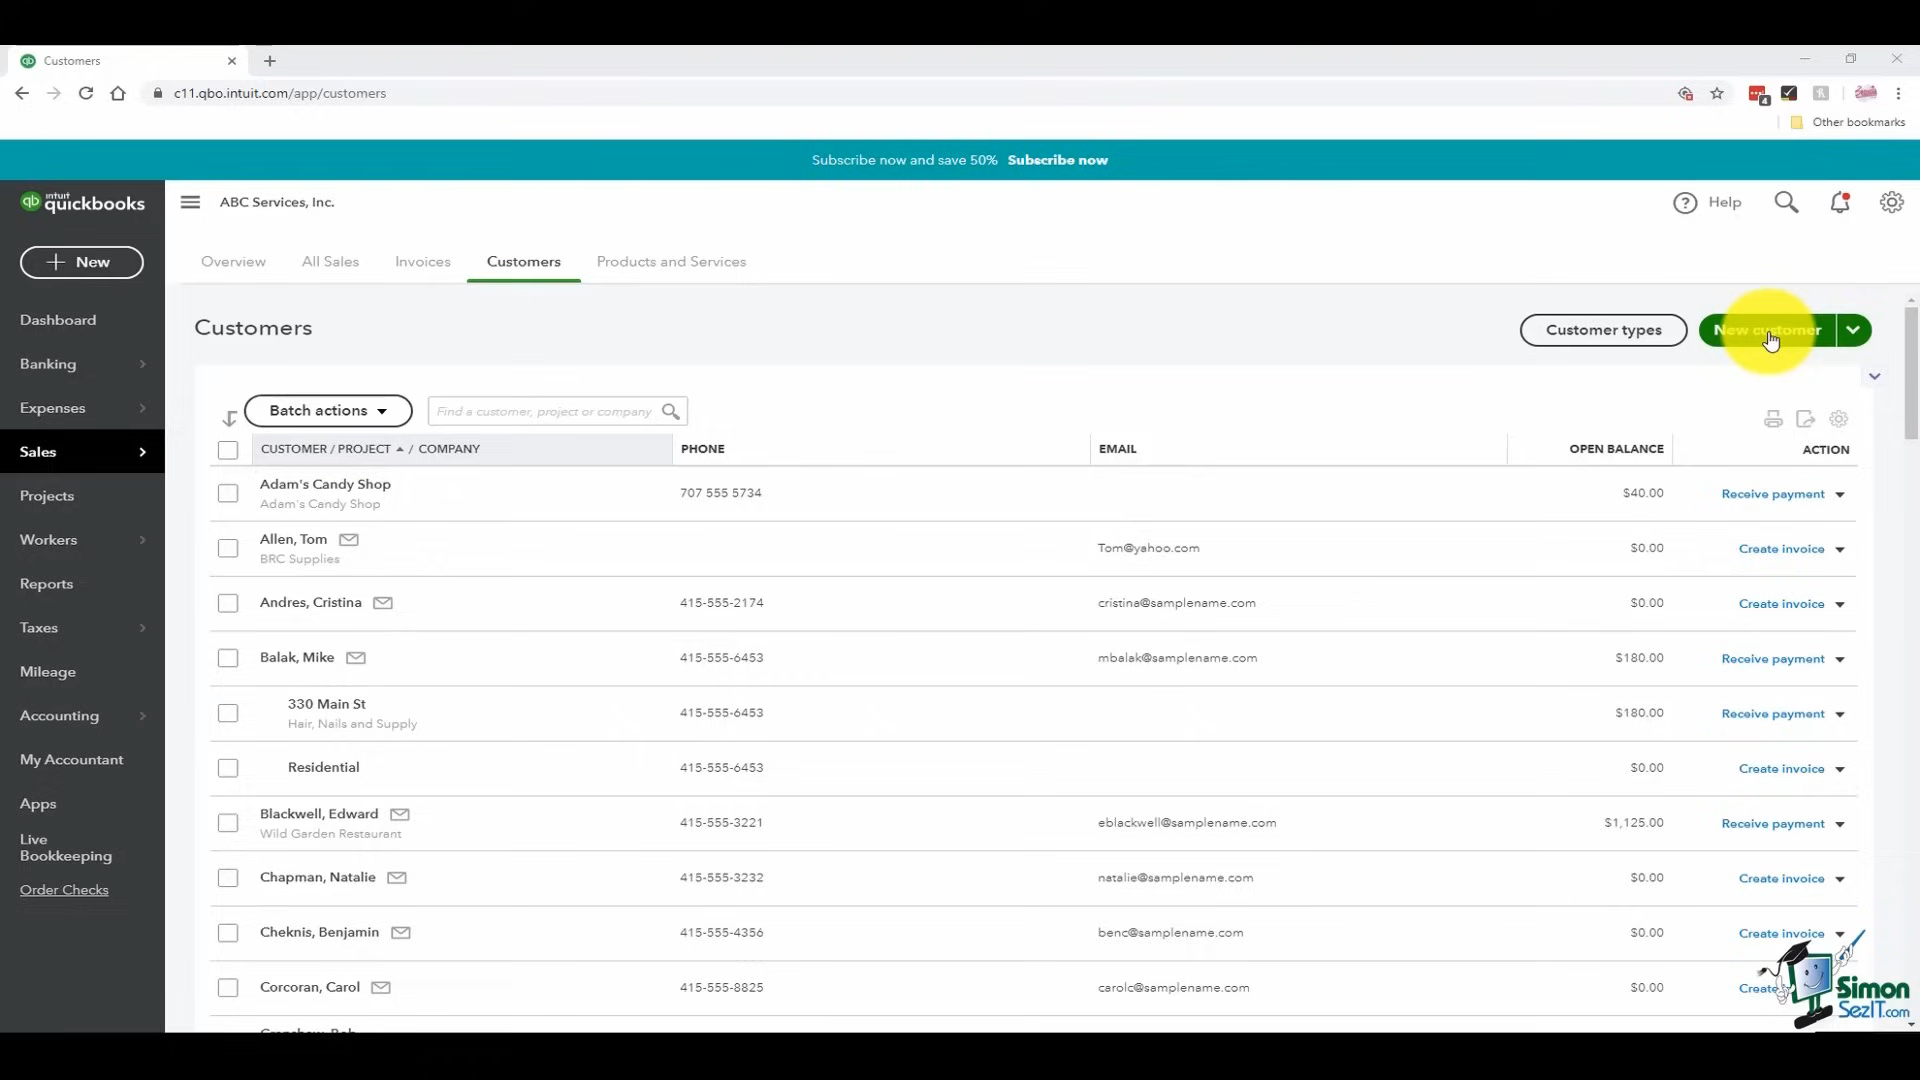 Customers
c11.qbo.intuit.com/app/customers
4
Other bookmarks
Subscribe now and save 50% Subscribe now
intuit
quickbooks
ABC Services, Inc.
Help
New
Overview
All Sales
Invoices
Customers
Products and Services
Dashboard
Banking
Expenses
Sales
Projects
Workers
Reports
Taxes
Mileage
Accounting
My Accountant
Apps
Live
Bookkeeping
Order Checks
Customers
Customer types
New customer
Batch actions
Find a customer, project or company
CUSTOMER / PROJECT / COMPANY PHONE EMAIL OPEN BALANCE ACTION
Adam's Candy Shop
Adam's Candy Shop
707 555 5734 $40.00 Receive payment
Allen, Tom
BRC Supplies
Tom@yahoo.com $0.00 Create invoice
Andres, Cristina 415-555-2174 cristina@samplename.com $0.00 Create invoice
Balak, Mike 415-555-6453 mbalak@samplename.com $180.00 Receive payment
330 Main St
Hair, Nails and Supply
415-555-6453 $180.00 Receive payment
Residential 415-555-6453 $0.00 Create invoice
Blackwell, Edward
Wild Garden Restaurant
415-555-3221 eblackwell@samplename.com $1,125.00 Receive payment
Chapman, Natalie 415-555-3232 natalie@samplename.com $0.00 Create invoice
Cheknis, Benjamin 415-555-4356 benc@samplename.com $0.00 Create invoice
Corcoran, Carol 415-555-8825 carolc@samplename.com $0.00 Create
Simon
SezIT.com